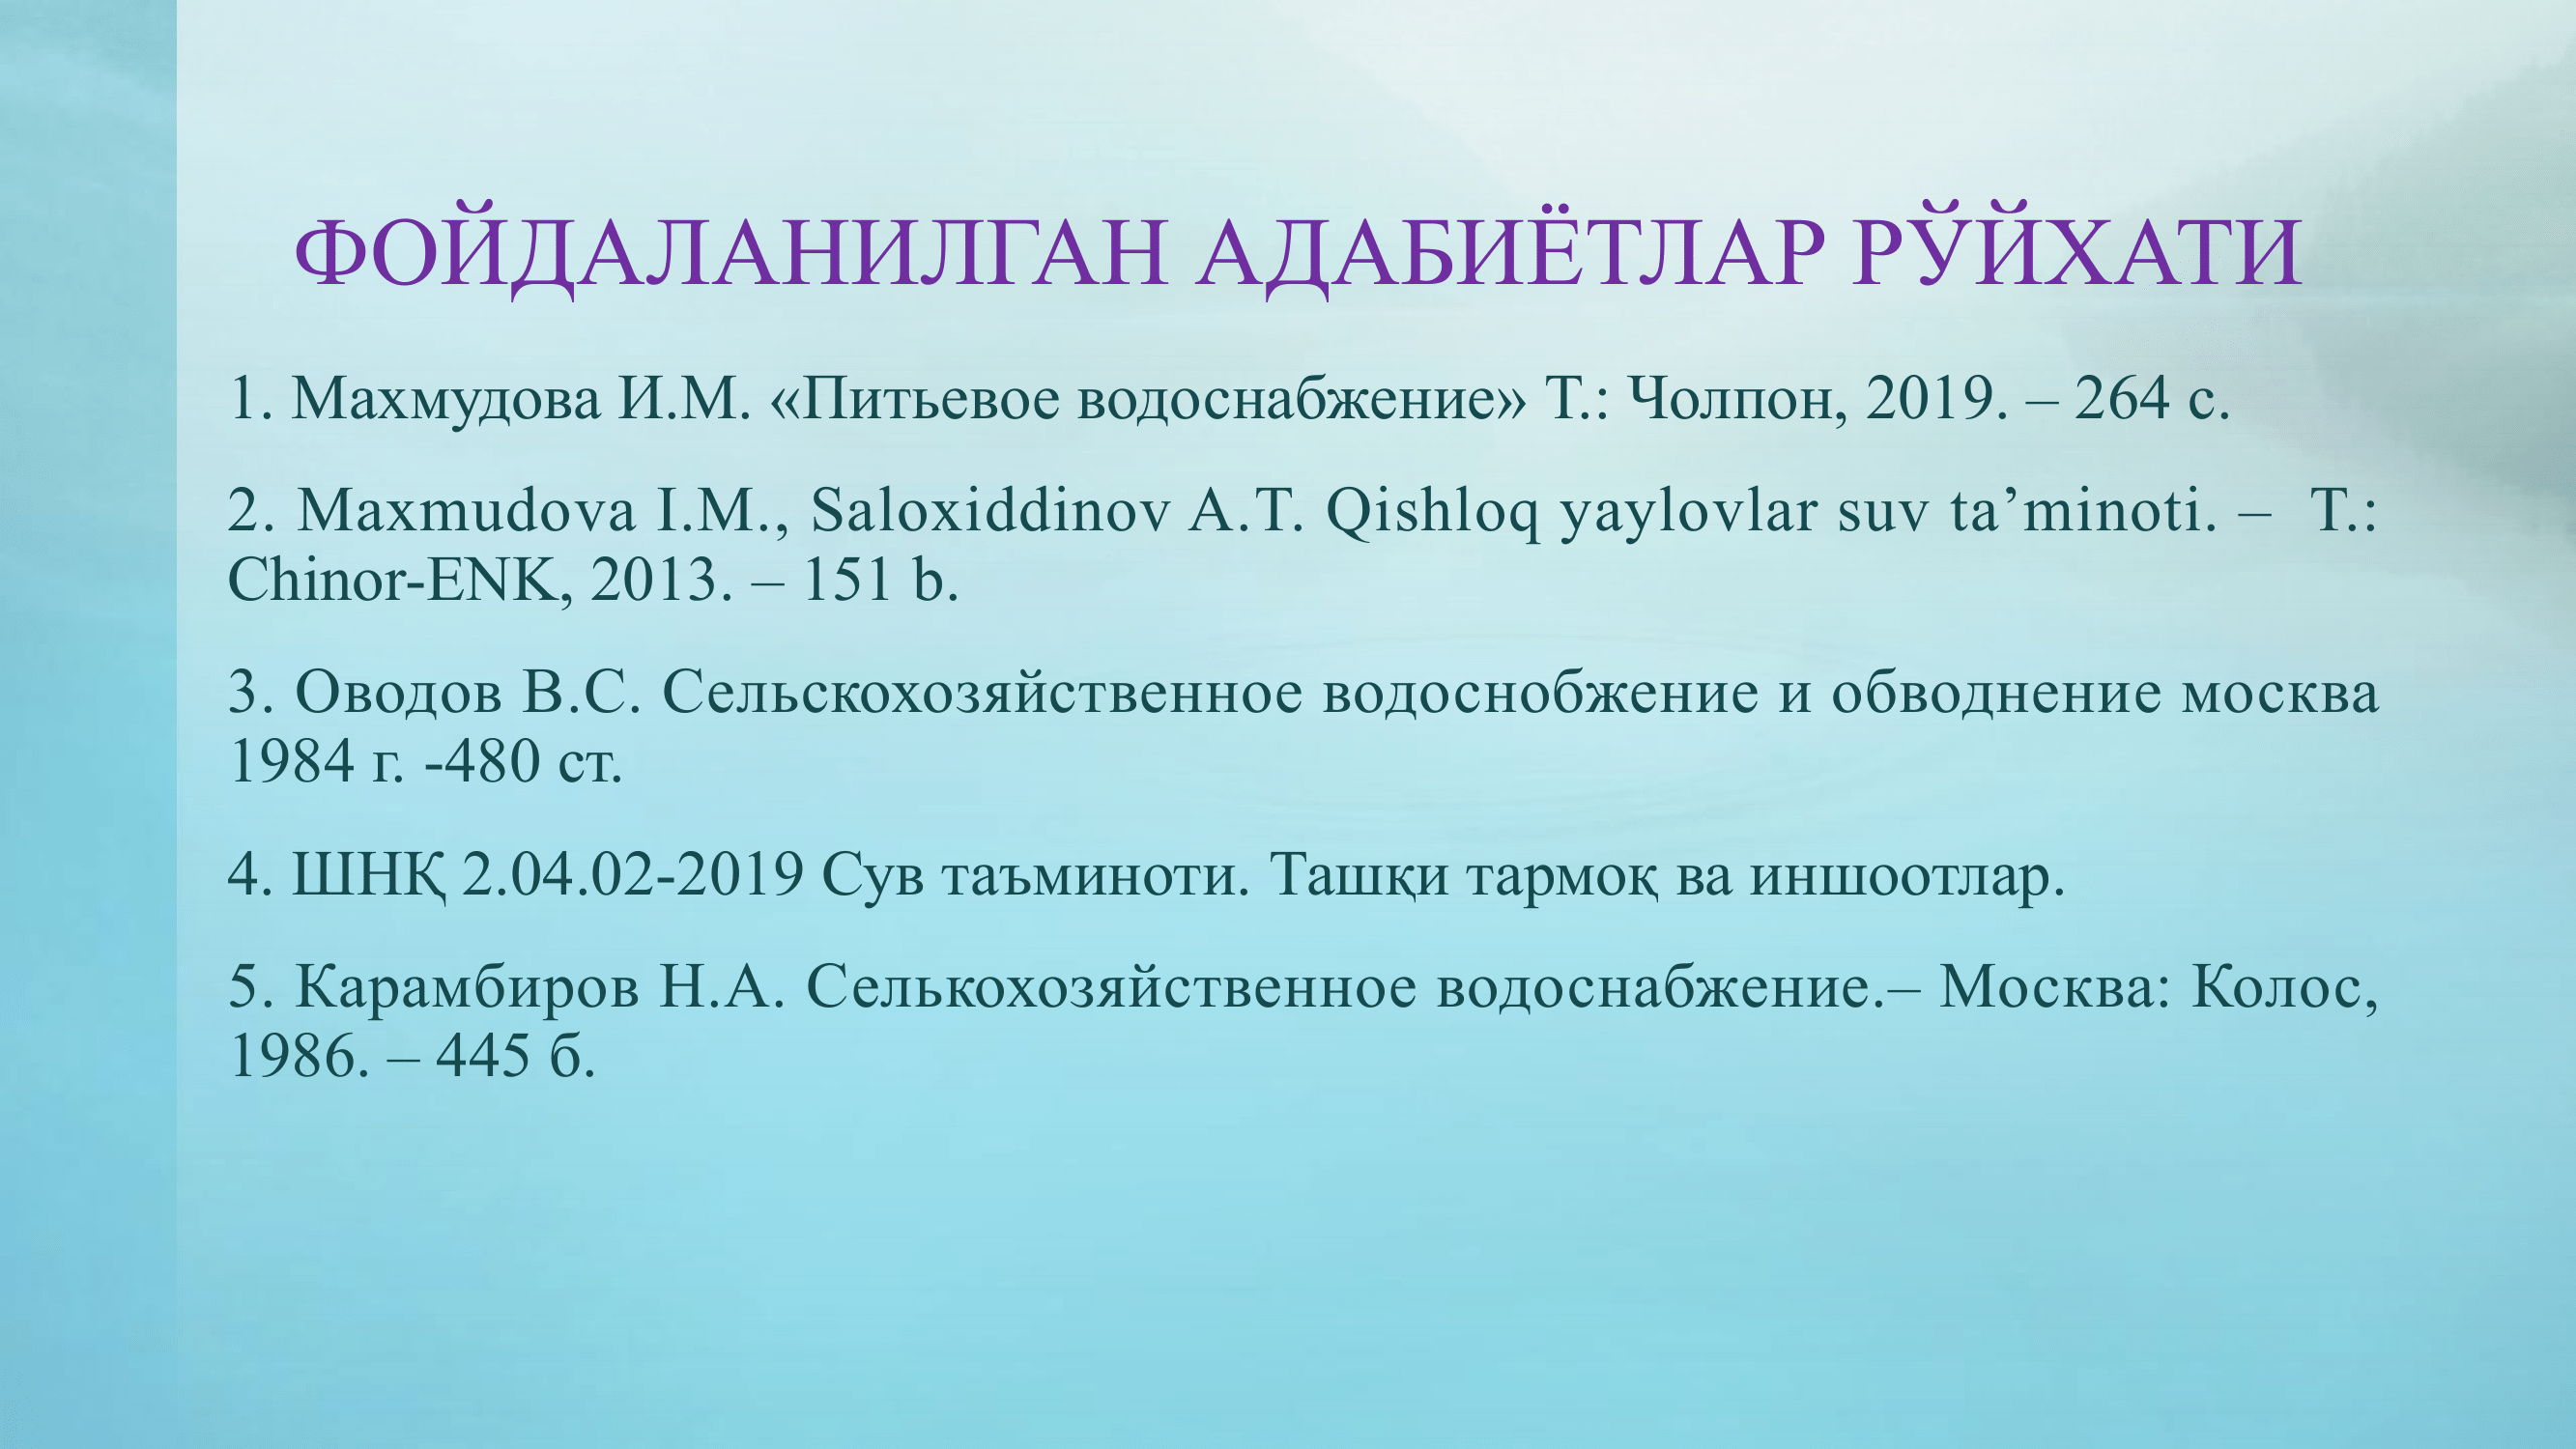 ФОЙДАЛАНИЛГАН АДАБИЁТЛАР РЎЙХАТИ
1. Махмудова И.М. «Питьевое водоснабжение» Т.: Чолпон, 2019. – 264 с.
2. Maxmudova I.M., Saloxiddinov A.T. Qishloq yaylovlar suv ta’minoti. – T.:
Chinor-ENK, 2013. – 151 b.
3. Оводов В.С. Сельскохозяйственное водоснобжение и обводнение москва
1984 г. -480 ст.
4. ШНҚ 2.04.02-2019 Сув таъминоти. Ташқи тармоқ ва иншоотлар.
5. Карамбиров Н.А. Селькохозяйственное водоснабжение.– Москва: Колос,
1986. – 445 б.